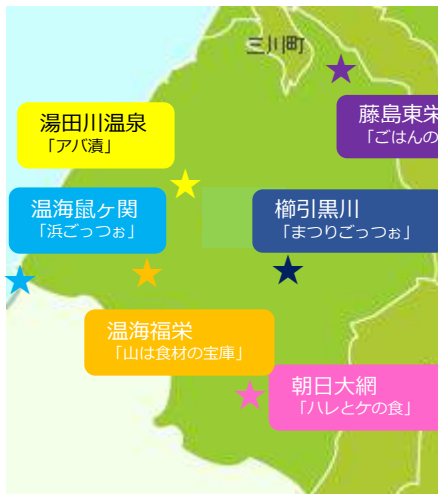 三川町
藤島東栄
「ごはんの
湯田川温泉
「アバ漬」
温海鼠ヶ関
「浜ごっつぉ」
櫛引黒川
「まつりごっつぉ」
温海福栄
「山は食材の宝庫」
朝日大網
「ハレとケの食」